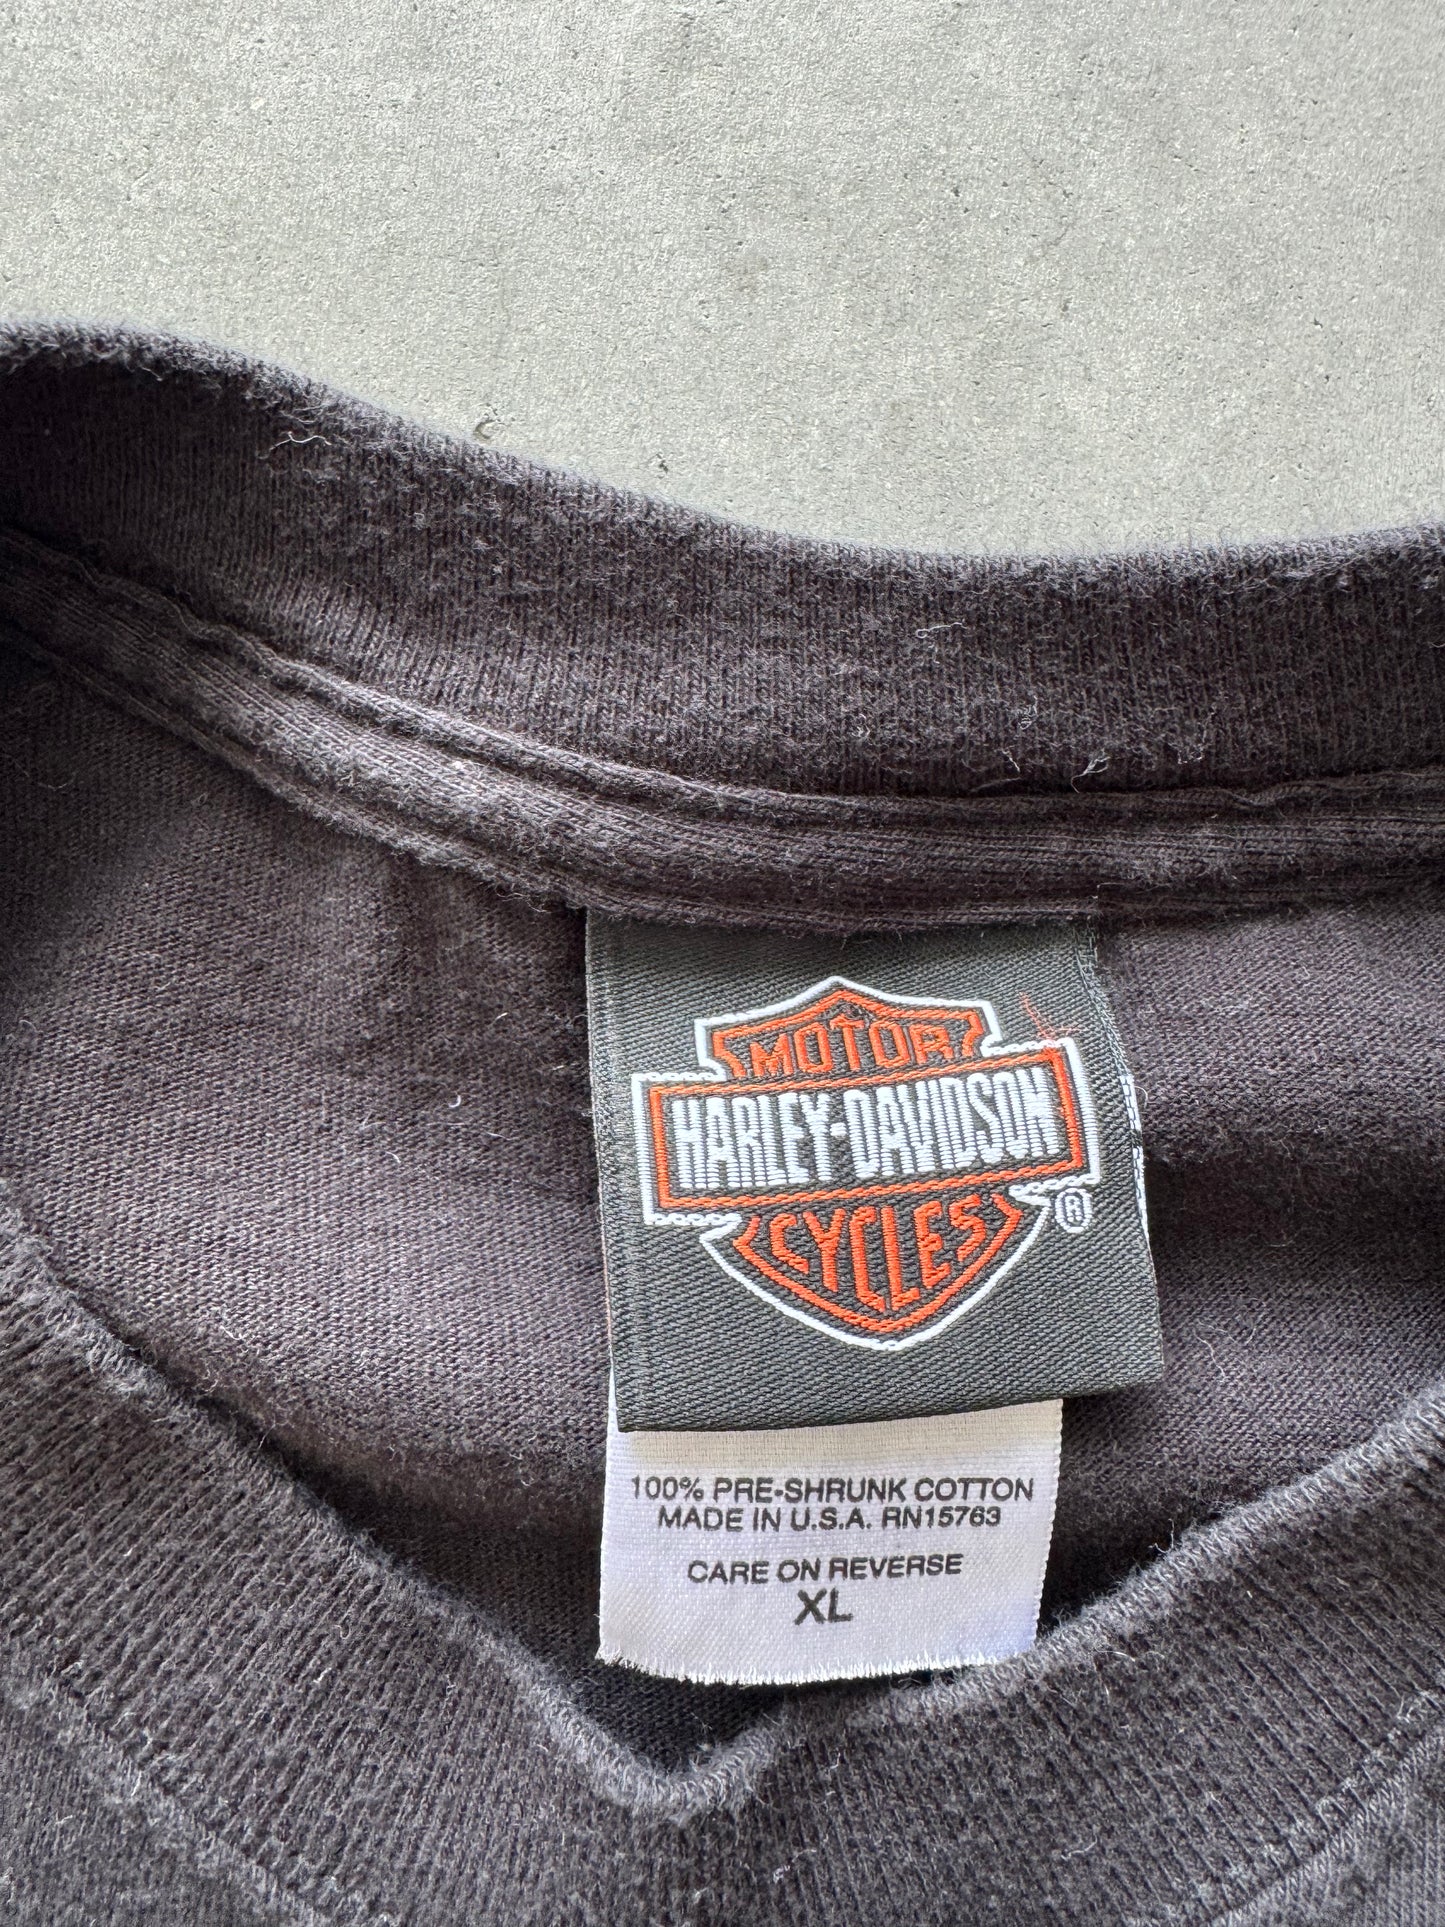 MOTOR
HARLEY-DAVIDSON
CYCLES
®
100% PRE-SHRUNK COTTON
MADE IN U.S.A. RN15763
CARE ON REVERSE
XL